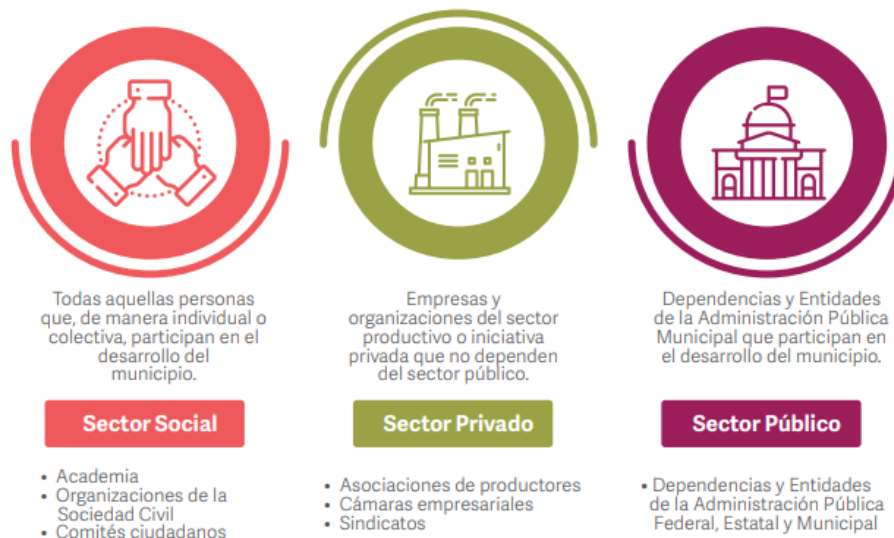 Todas aquellas personas
que, de manera individual o
colectiva, participan en el
desarrollo del
municipio.
Sector Social
• Academia
• Organizaciones de la
Sociedad Civil
• Comités ciudadanos
Empresas y
organizaciones del sector
productivo o iniciativa
privada que no dependen
del sector público.
Sector Privado
• Asociaciones de productores
• Cámaras empresariales
• Sindicatos
Dependencias y Entidades
de la Administración Pública
Municipal que participan en
el desarrollo del municipio.
Sector Público
• Dependencias y Entidades
de la Administración Pública
Federal, Estatal y Municipal